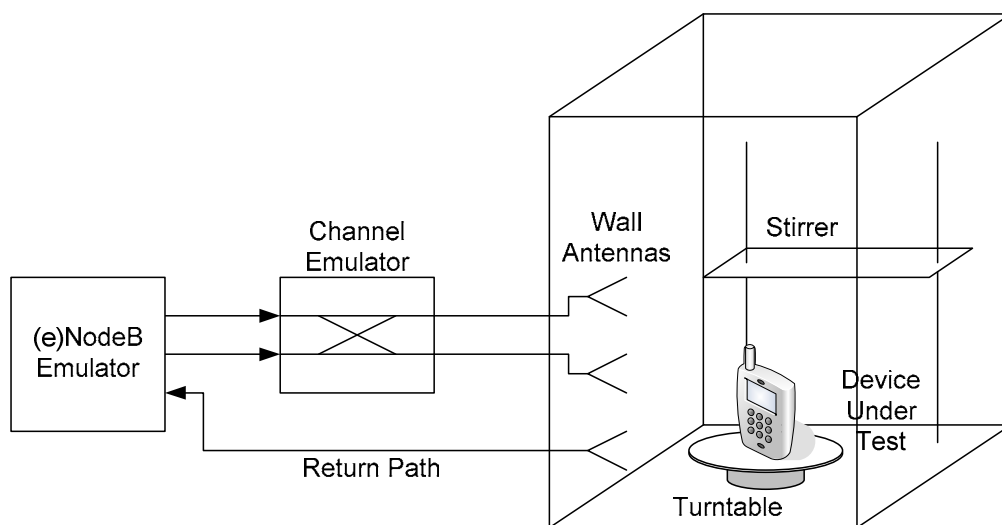 (e)NodeB
Emulator
Channel
Emulator
Return Path
Wall
Antennas
Stirrer
Device
Under
Test
Turntable